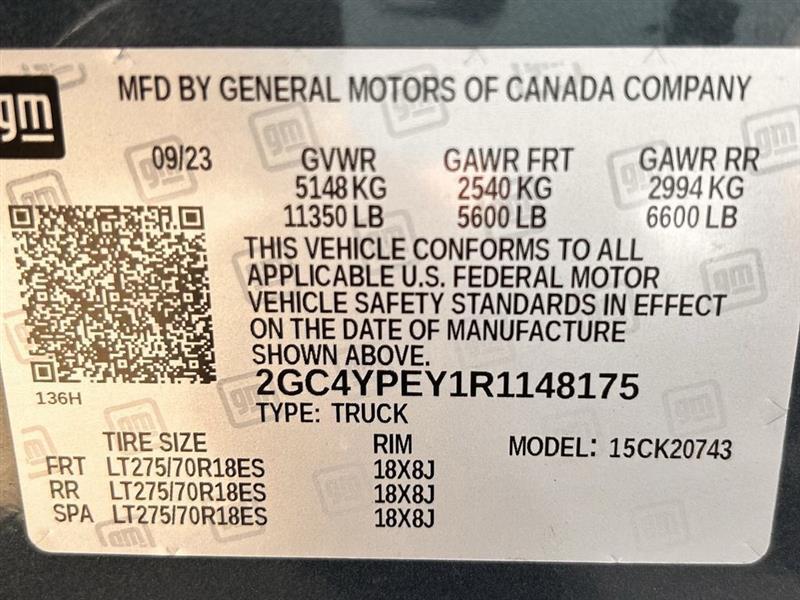 gm
MFD BY GENERAL MOTORS OF CANADA COMPANY
09/23 GVWR GAWR FRT GAWR RR
5148 KG 2540 KG 2994 KG
11350 LB 5600 LB 6600 LB
THIS VEHICLE CONFORMS TO ALL
APPLICABLE U.S. FEDERAL MOTOR
VEHICLE SAFETY STANDARDS IN EFFECT
ON THE DATE OF MANUFACTURE
SHOWN ABOVE.
2GC4YPEY1R1148175
136H
TYPE: TRUCK
TIRE SIZE RIM MODEL: 15CK20743
FRT LT275/70R18ES 18X8J
RR LT275/70R18ES 18X8J
SPA LT275/70R18ES 18X8J